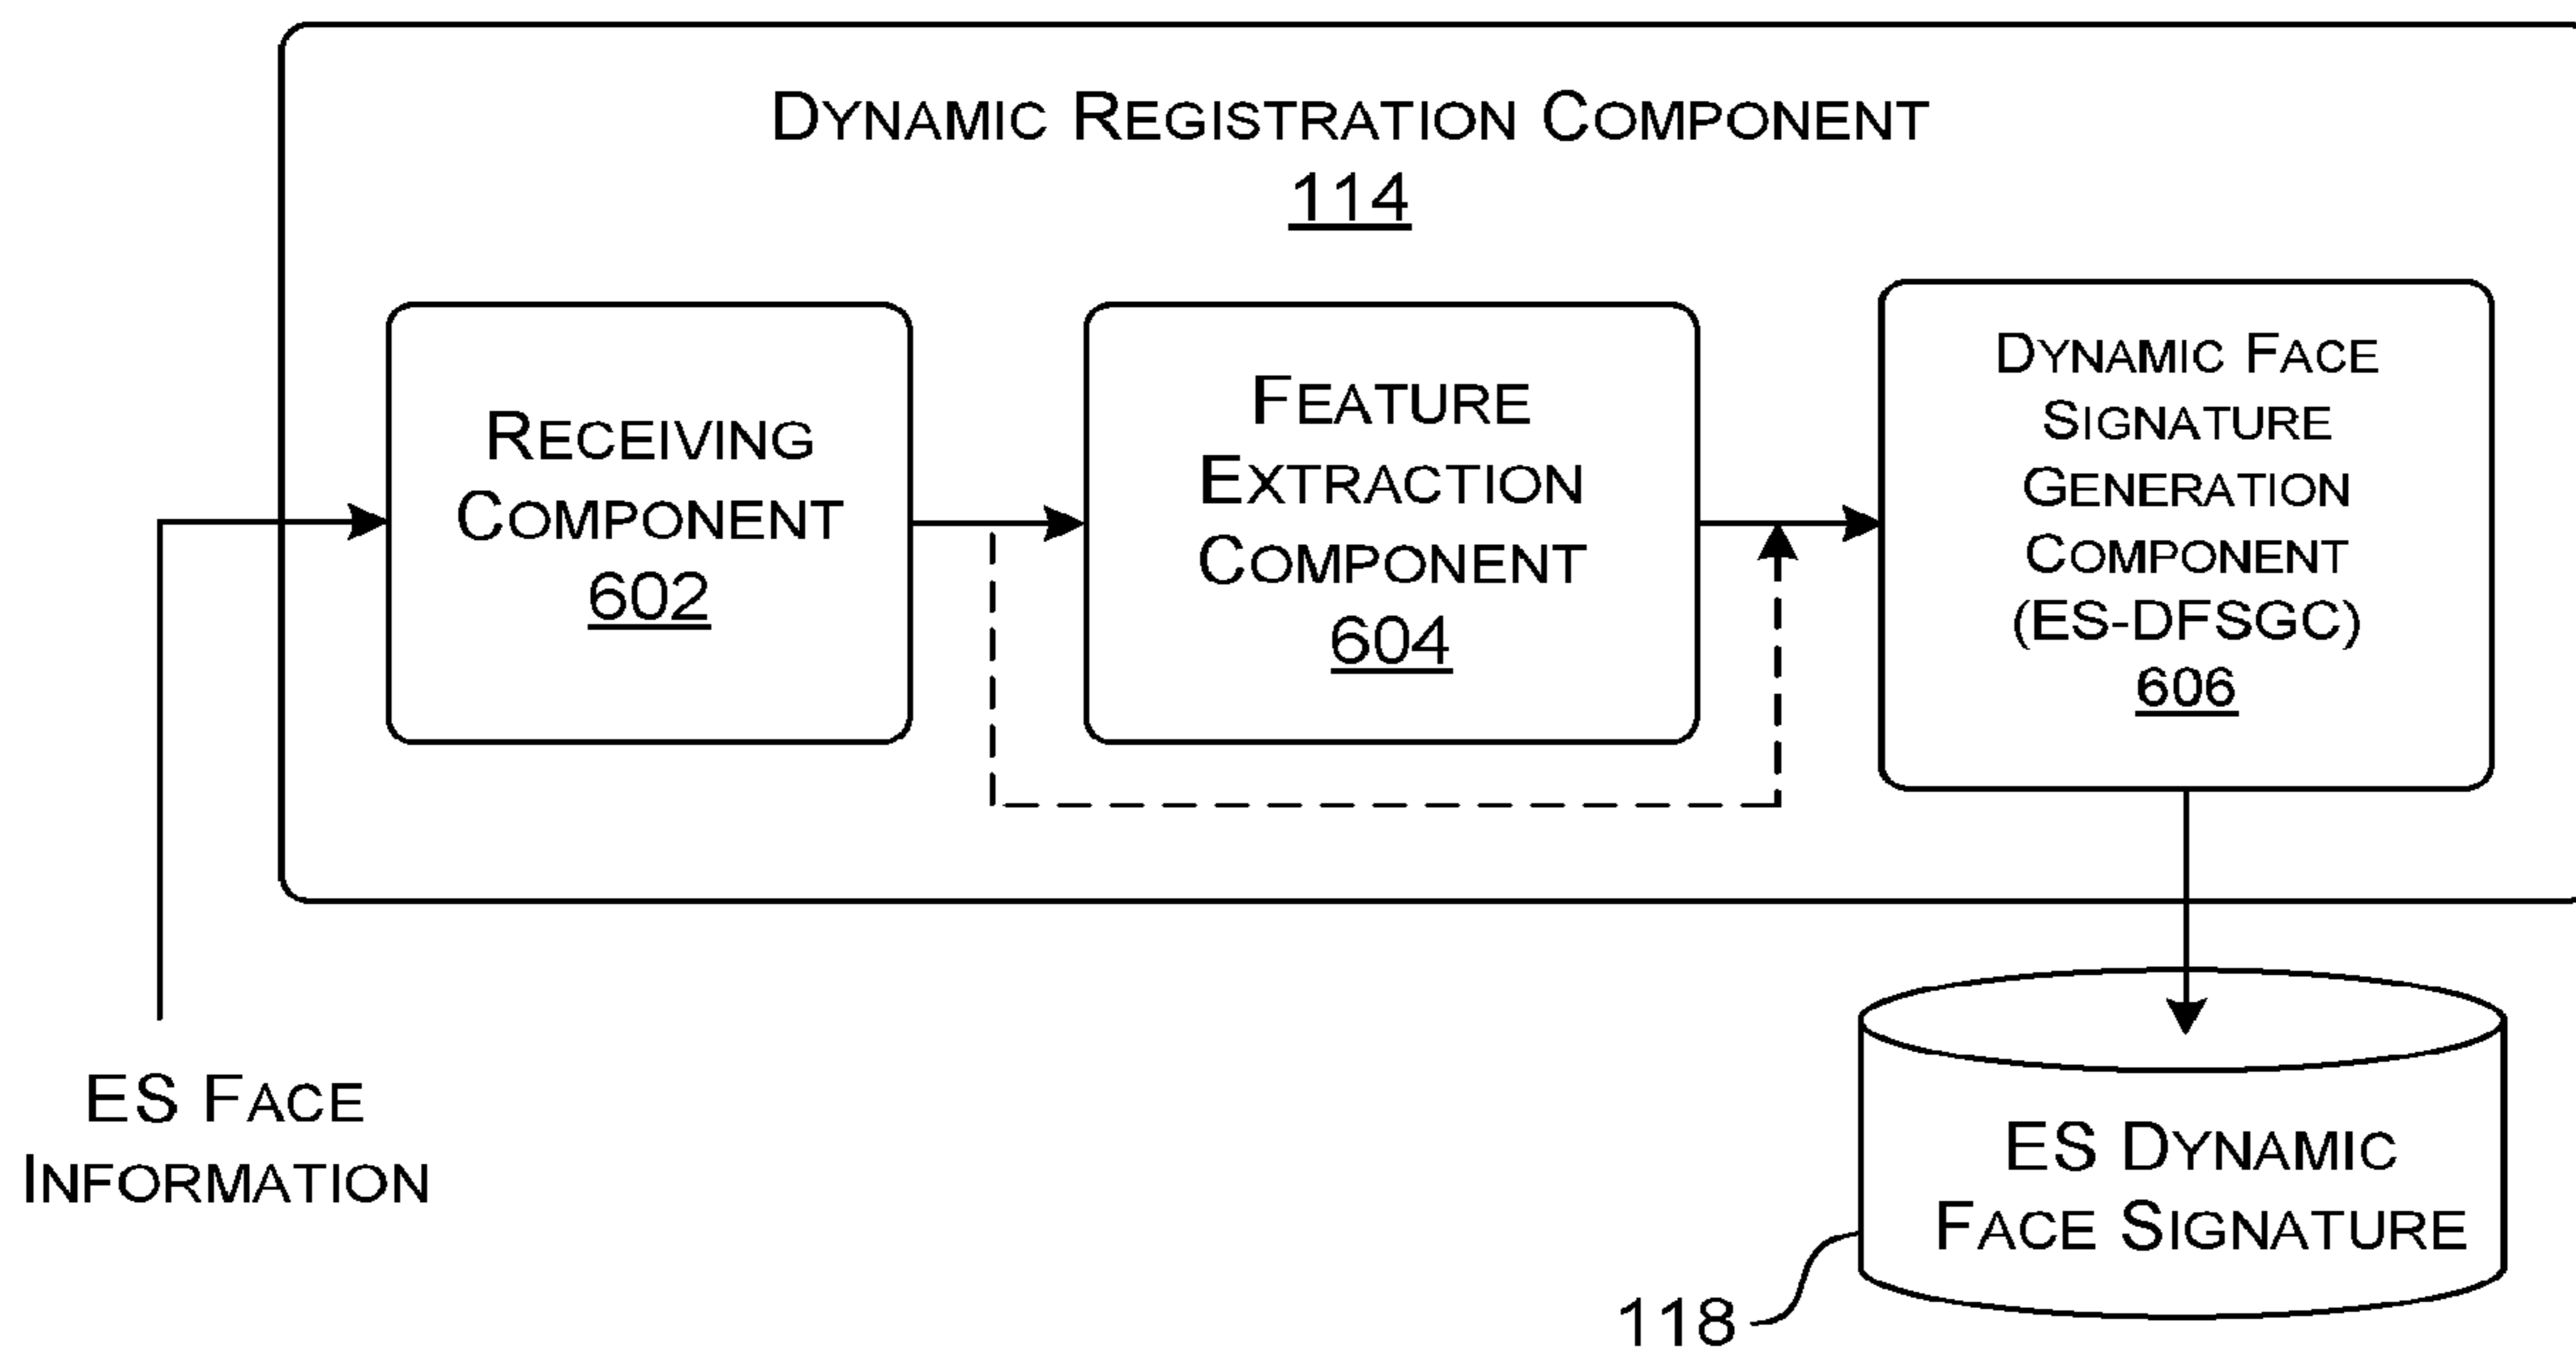 DYNAMIC REGISTRATION COMPONENT
114
RECEIVING
COMPONENT
602
FEATURE
EXTRACTION
COMPONENT
604
DYNAMIC FACE
SIGNATURE
GENERATION
COMPONENT
(ES-DFSGC)
606
ES FACE
INFORMATION
ES DYNAMIC
FACE SIGNATURE
118